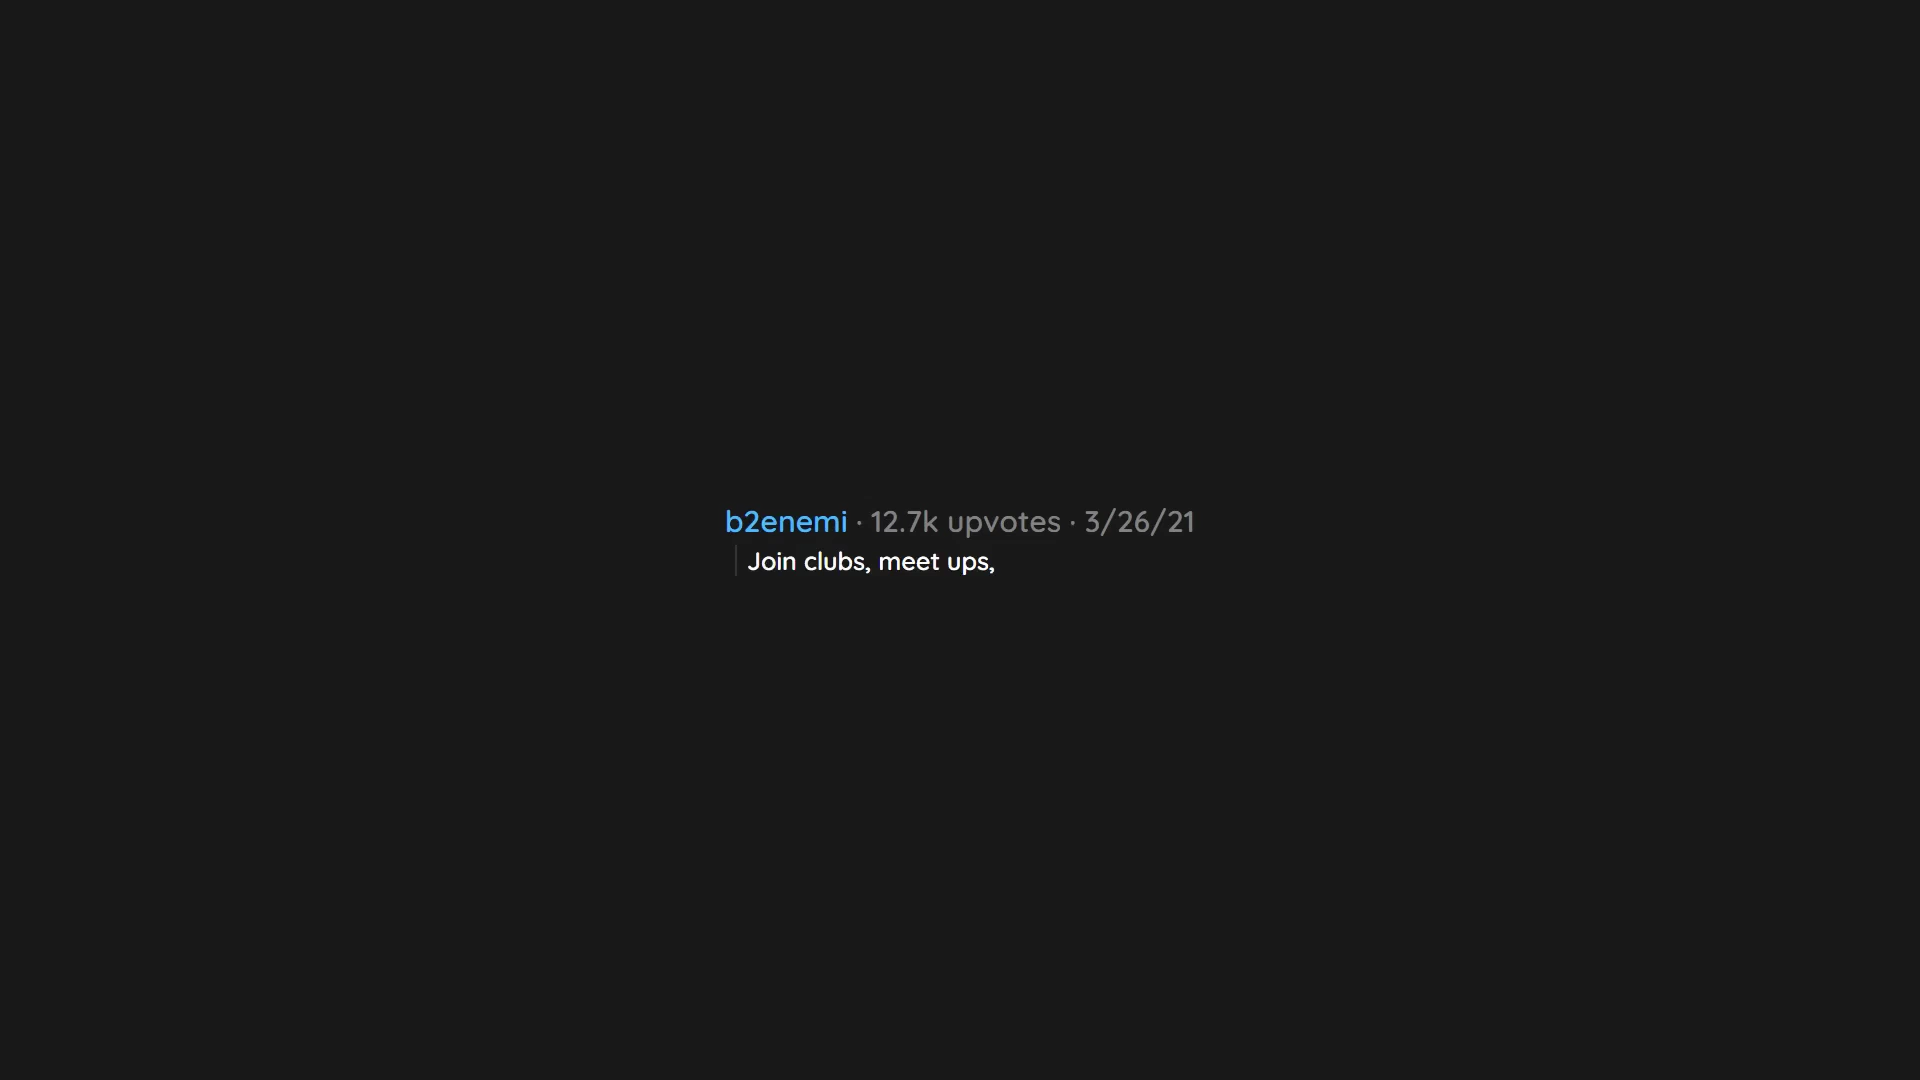 b2enemi · 12.7k upvotes · 3/26/21
Join clubs, meet ups,